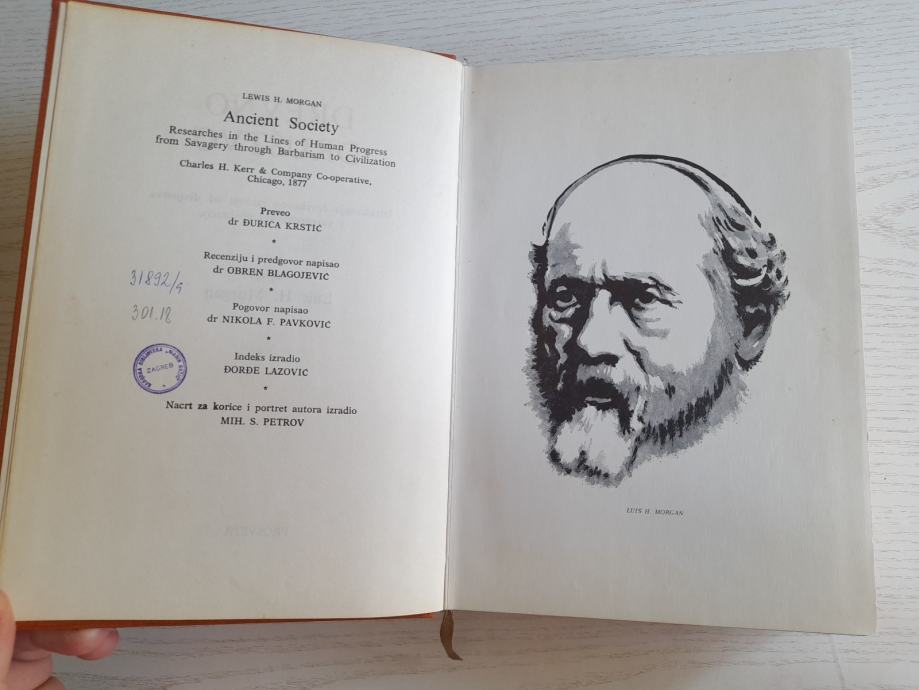 LEWIS H. MORGAN
Ancient Society
Researches in the Lines of Human Progress
from Savagery through Barbarism to Civilization
Charles H. Kerr & Company Co-operative,
Chicago, 1877
Preveo
dr ĐURICA KRSTIĆ
*
Recenziju i predgovor napisao
dr OBREN BLAGOJEVIĆ
*
Pogovor napisao
dr NIKOLA F. PAVKOVIĆ
*
Indeks izradio
ĐORĐE LAZOVIĆ
*
Nacrt za korice i portret autora izradio
MIH. S. PETROV
31892/
301.18
ZAGREB
LUIS H. MORGAN